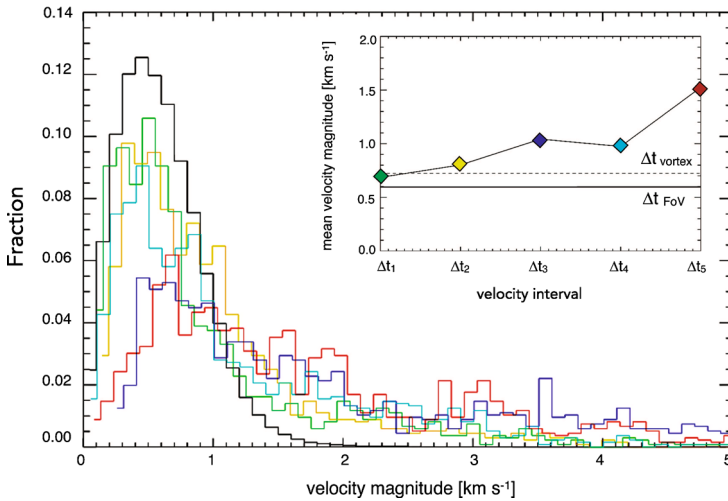 0.14
0.12
0.10
0.08
0.06
0.04
0.02
0.00
Fraction
0 1 2 3 4 5
velocity magnitude [km s⁻¹]
2.0
1.5
1.0
0.5
0.0
mean velocity magnitude [km s⁻¹]
Δt vortex
Δt FoV
Δt₁ Δt₂ Δt₃ Δt₄ Δt₅
velocity interval